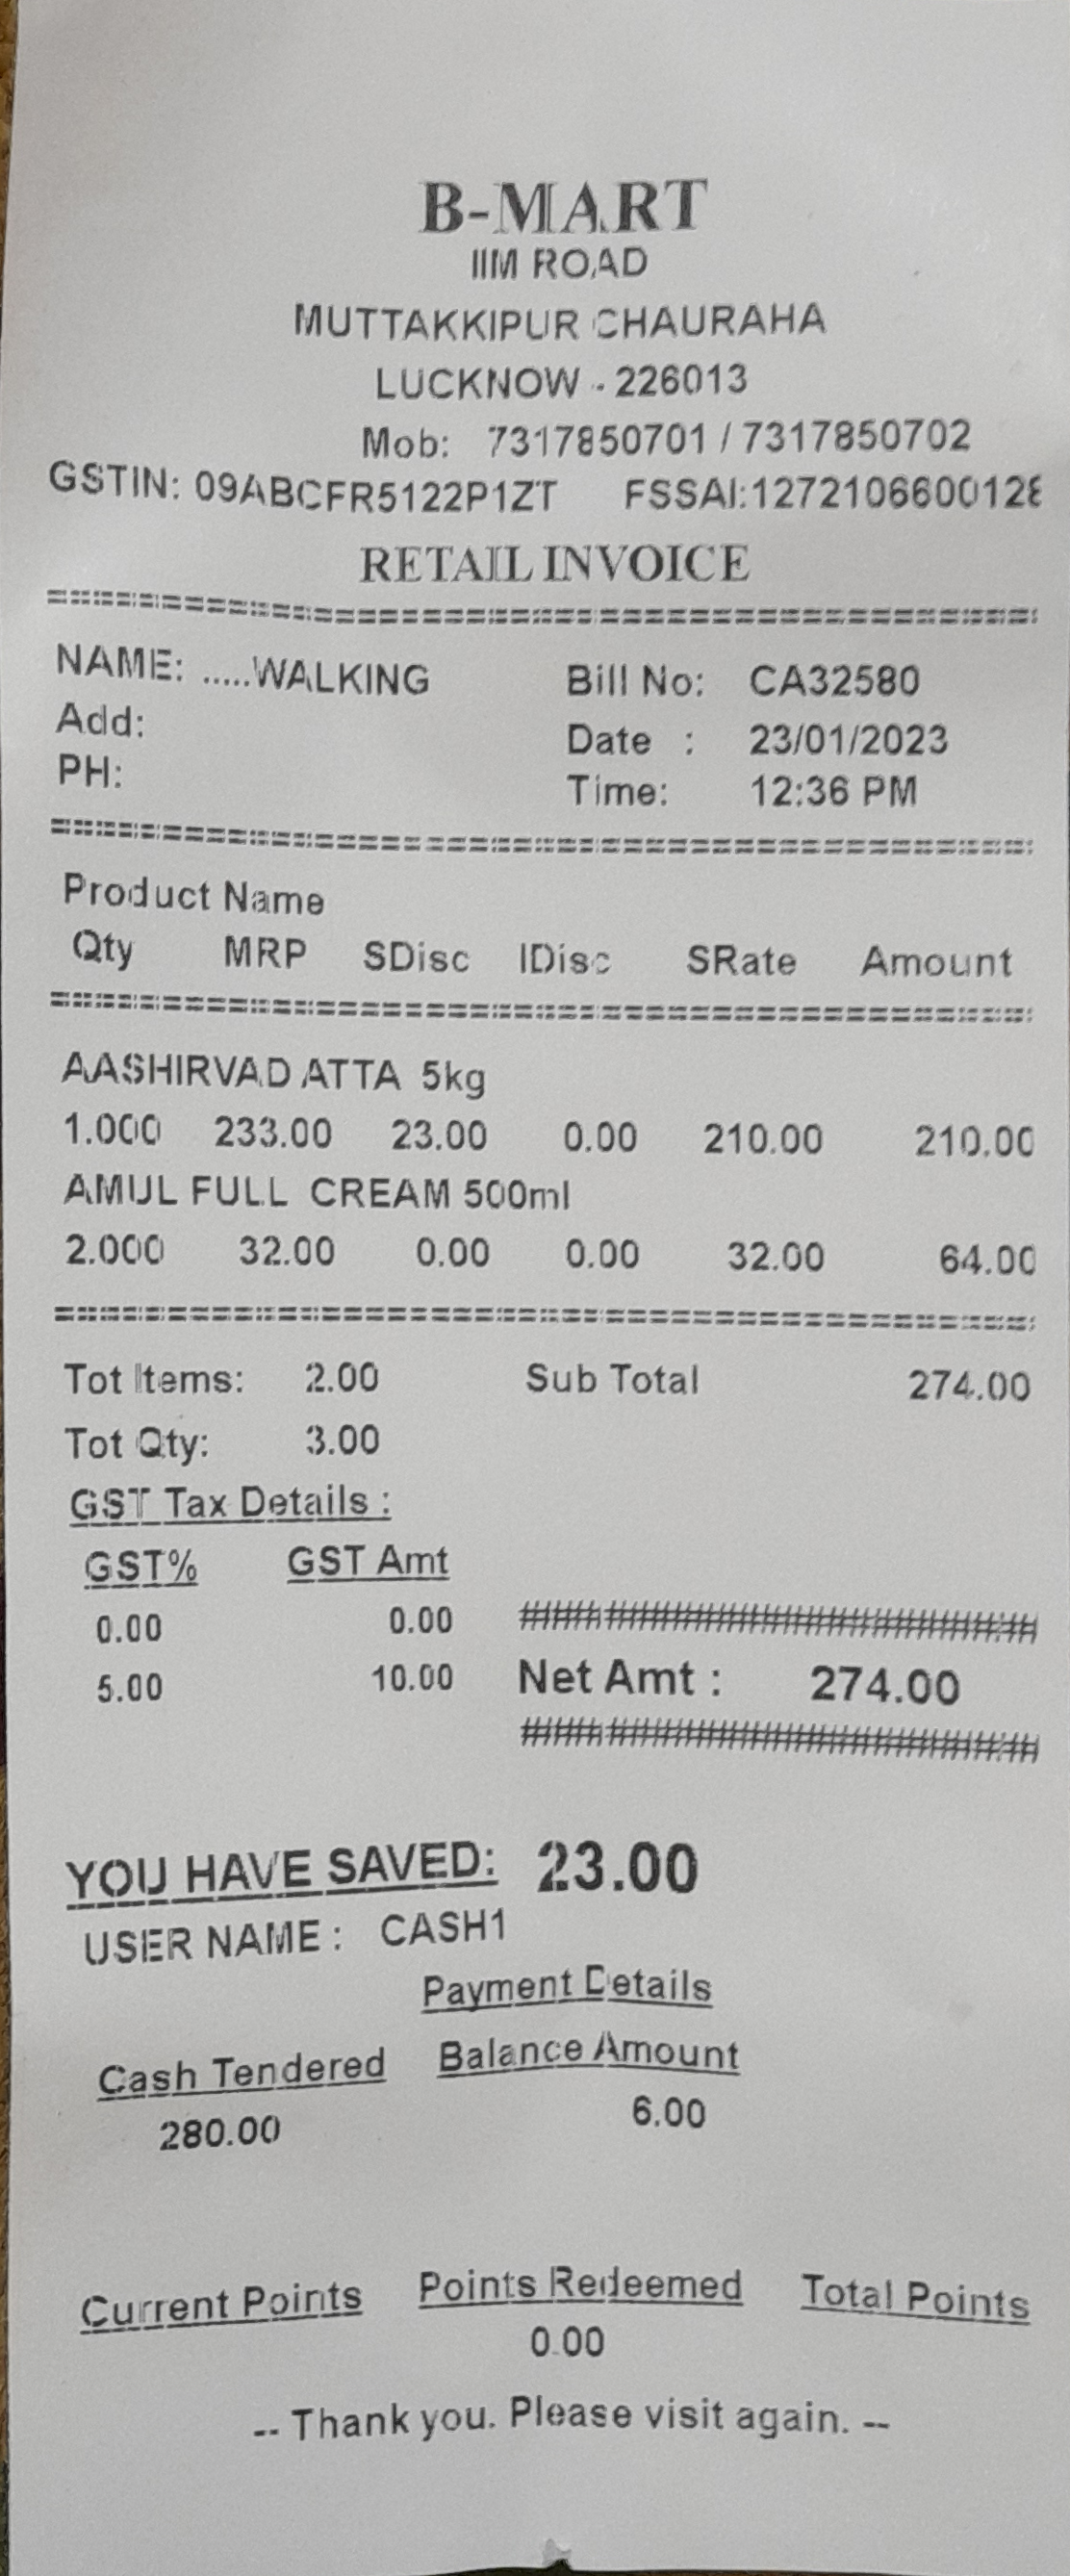 B-MART
IIM ROAD
MUTTAKKIPUR CHAURAHA
LUCKNOW - 226013
Mob: 7317850701 / 7317850702
GSTIN: 09ABCFR5122P1ZT FSSAI:1272106600128
RETAIL INVOICE
NAME: .....WALKING Bill No: CA32580
Add: Date : 23/01/2023
PH: Time: 12:36 PM
Product Name
Qty MRP SDisc IDisc SRate Amount
AASHIRVAD ATTA 5kg
1.000 233.00 23.00 0.00 210.00 210.00
AMUL FULL CREAM 500ml
2.000 32.00 0.00 0.00 32.00 64.00
Tot Items: 2.00 Sub Total 274.00
Tot Qty: 3.00
GST Tax Details :
GST% GST Amt
0.00 0.00
5.00 10.00 Net Amt : 274.00
YOU HAVE SAVED: 23.00
USER NAME : CASH1
Payment Details
Cash Tendered Balance Amount
280.00 6.00
Current Points Points Redeemed Total Points
0.00
-- Thank you. Please visit again. --